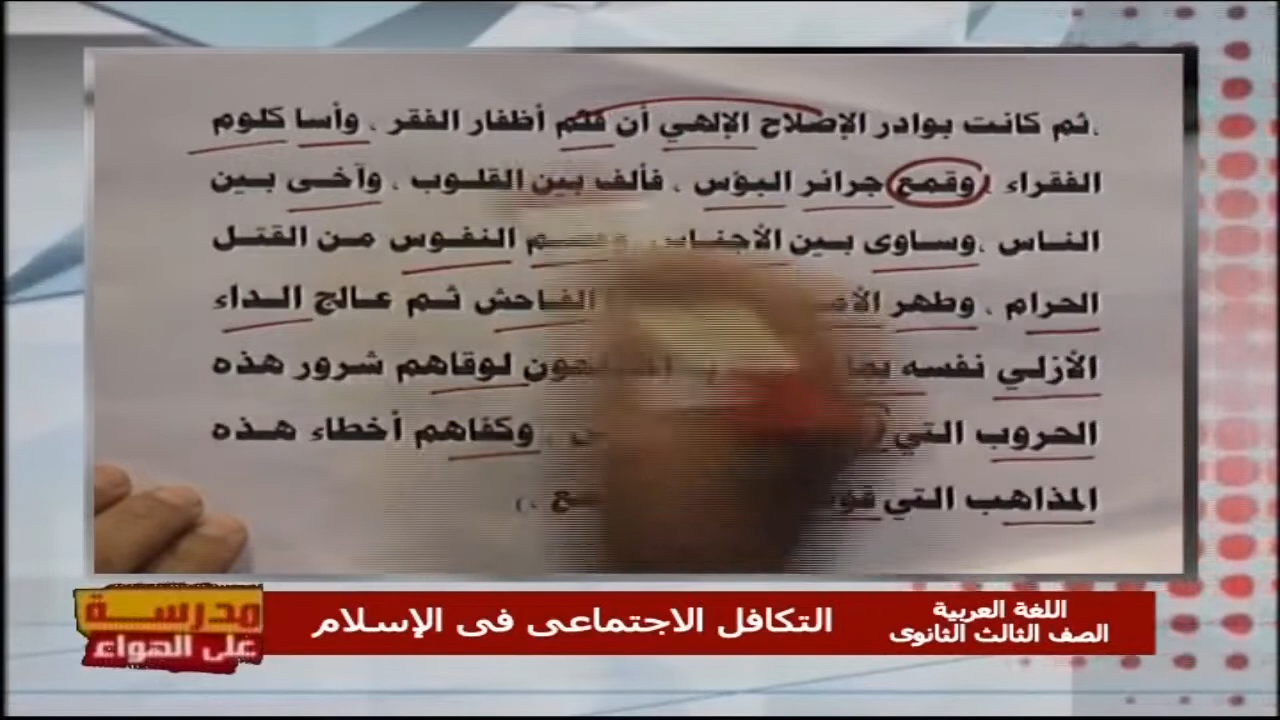 ، ثم كانت بوادر الإصلاح الإلهي أن قلم أظفار الفقر ، وأسا كلوم
الفقراء ، وقمع جرائر البؤس ، فألف بين القلوب ، وآخى بين
الناس ، وساوى بين الأجناس النفوس من القتل
الحرام ، وطهر الفاحش ثم عالج الداء
الأزلي نفسه لوقاهم شرور هذه
الحروب التي ، وكفاهم أخطاء هذه
المذاهب التي
اللغة العربية
الصف الثالث الثانوى
التكافل الاجتماعى فى الإسلام
مدرسة
على الهواء